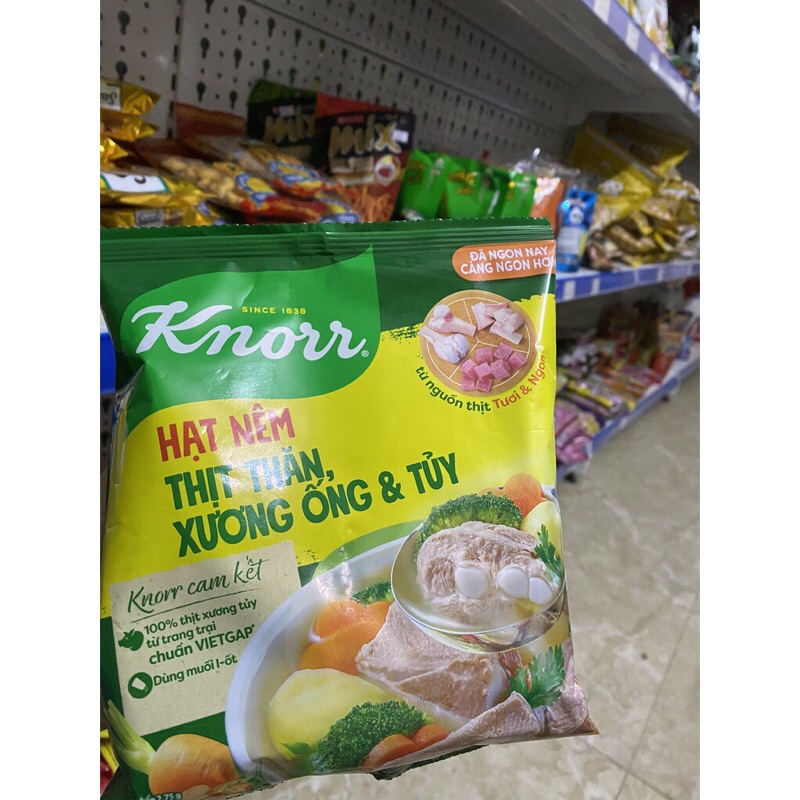 mix
mix
ĐÃ NGON NAY
CÀNG NGON HƠN
SINCE 1838
Knorr
từ nguồn thịt Tươi & Ngon
HẠT NÊM
THỊT THĂN,
XƯƠNG ỐNG & TỦY
Knorr cam kết
100% thịt xương tủy
từ trang trại
chuẩn VIETGAP*
Dùng muối I-ốt